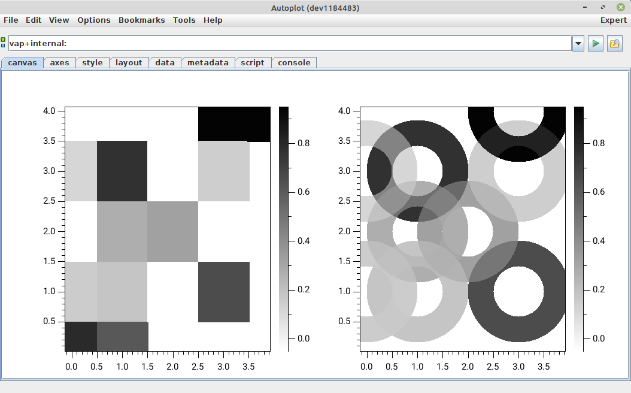 Autoplot (dev1184483)
File Edit View Options Bookmarks Tools Help Expert
vap+internal:
canvas axes style layout data metadata script console
4.0 4.0
3.5 0.8 3.5 0.8
3.0 3.0
2.5 0.6 2.5 0.6
2.0 2.0
0.4 0.4
1.5 1.5
1.0 0.2 1.0 0.2
0.5 0.0 0.5 0.0
0.0 0.5 1.0 1.5 2.0 2.5 3.0 3.5 0.0 0.5 1.0 1.5 2.0 2.5 3.0 3.5